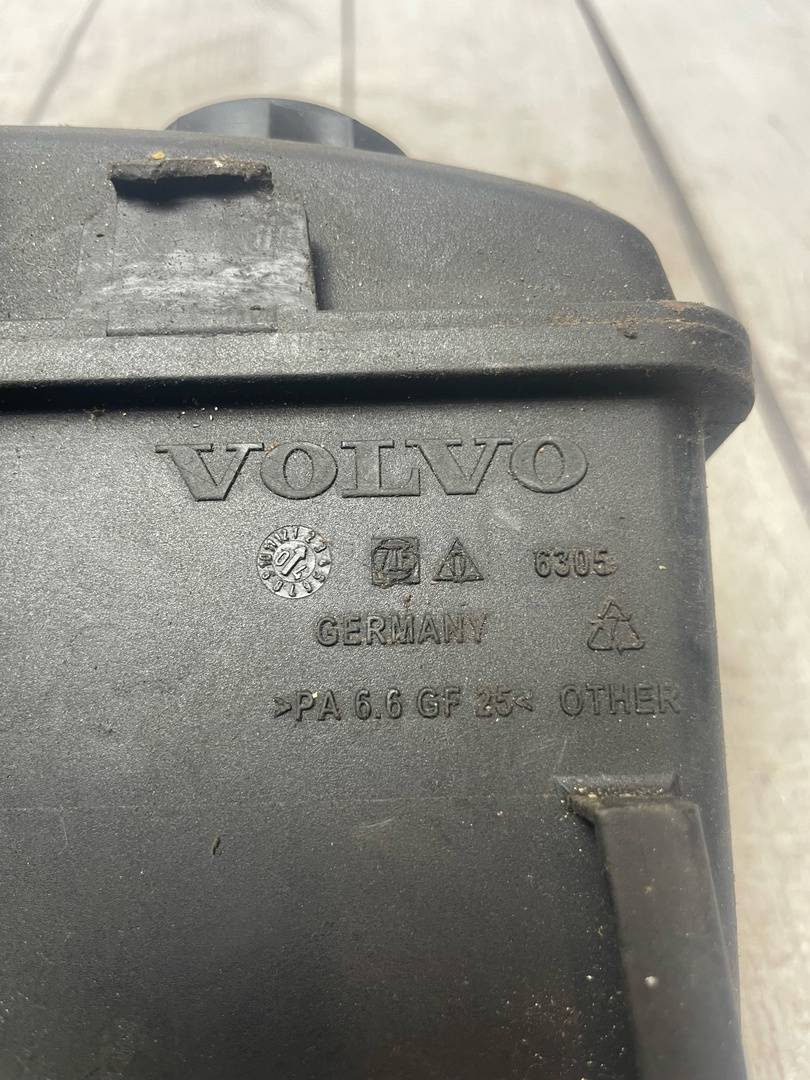 VOLVO
6305
GERMANY
>PA 6.6 GF 25< OTHER